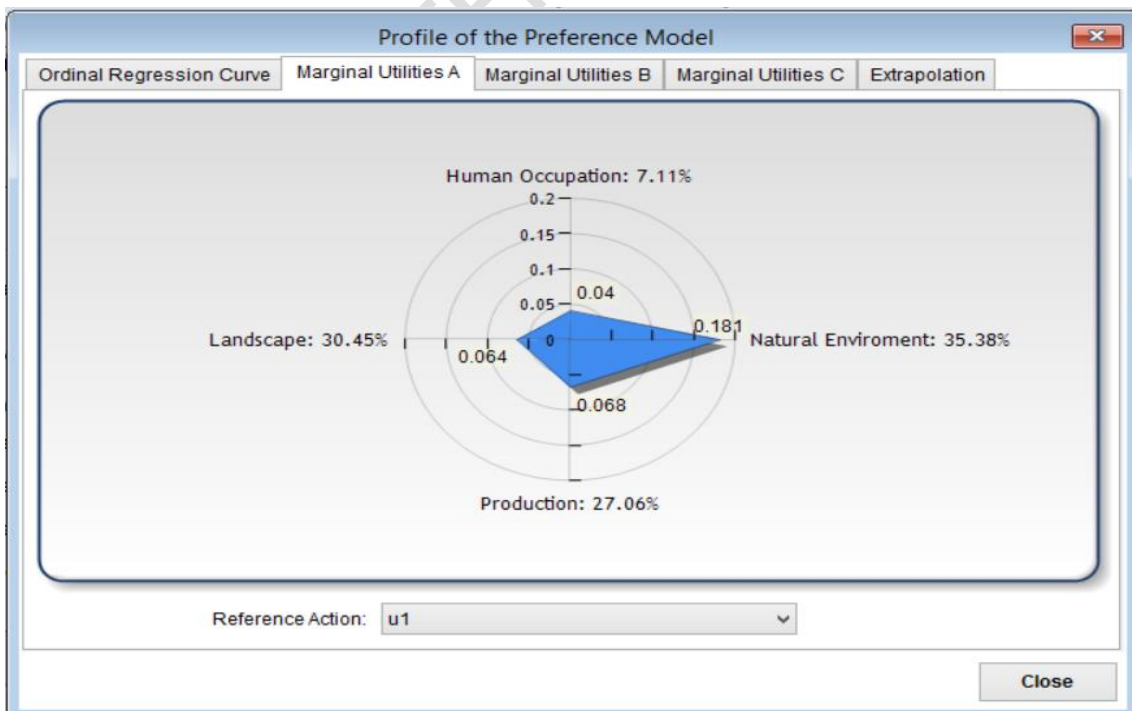 Profile of the Preference Model
Ordinal Regression Curve Marginal Utilities A Marginal Utilities B Marginal Utilities C Extrapolation
Human Occupation: 7.11%
0.2
0.15
0.1
0.04
0.05
Landscape: 30.45% 0.181 Natural Enviroment: 35.38%
0
0.064
0.068
Production: 27.06%
Reference Action: u1
Close